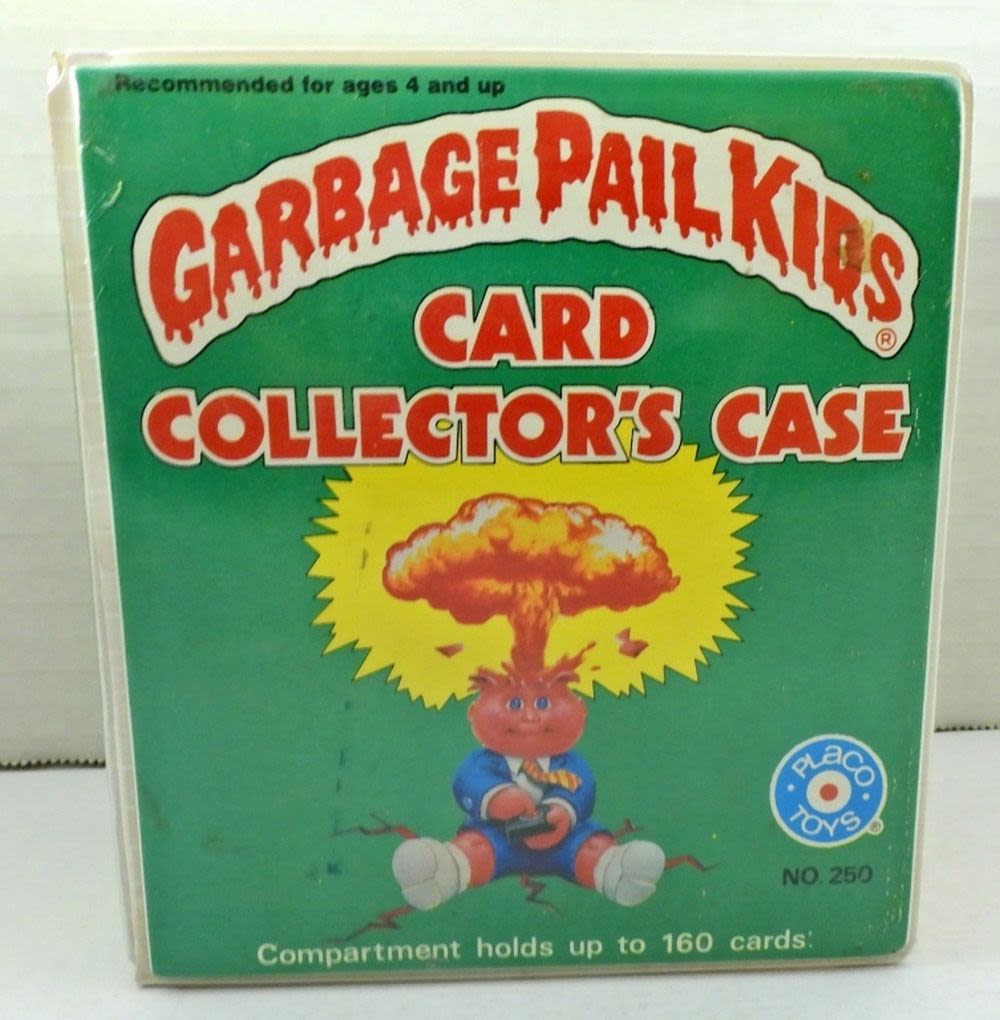 Recommended for ages 4 and up
GARBAGE PAIL KIDS
®
CARD
COLLECTOR'S CASE
PLACO
TOYS
®
NO. 250
Compartment holds up to 160 cards.